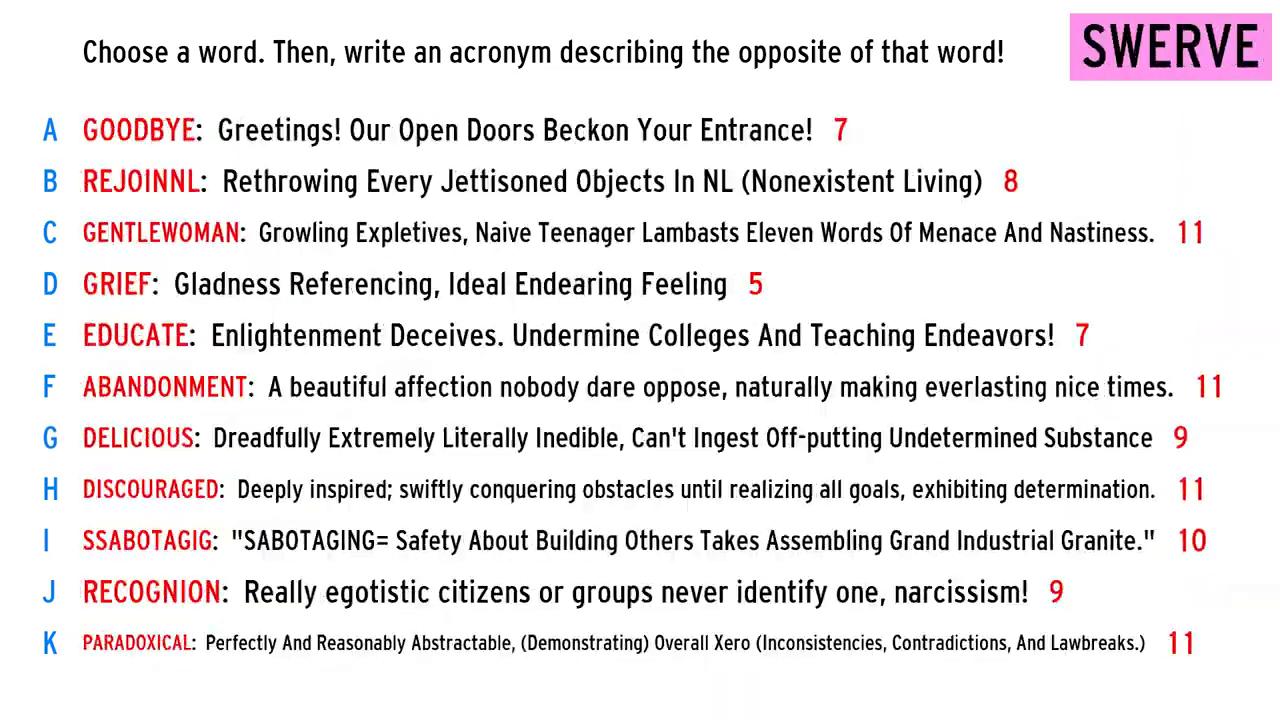 Choose a word. Then, write an acronym describing the opposite of that word!
SWERVE
A GOODBYE: Greetings! Our Open Doors Beckon Your Entrance! 7
B REJOINNL: Rethrowing Every Jettisoned Objects In NL (Nonexistent Living) 8
C GENTLEWOMAN: Growling Expletives, Naive Teenager Lambasts Eleven Words Of Menace And Nastiness. 11
D GRIEF: Gladness Referencing, Ideal Endearing Feeling 5
E EDUCATE: Enlightenment Deceives. Undermine Colleges And Teaching Endeavors! 7
F ABANDONMENT: A beautiful affection nobody dare oppose, naturally making everlasting nice times. 11
G DELICIOUS: Dreadfully Extremely Literally Inedible, Can't Ingest Off-putting Undetermined Substance 9
H DISCOURAGED: Deeply inspired; swiftly conquering obstacles until realizing all goals, exhibiting determination. 11
I SSABOTAGIG: "SABOTAGING= Safety About Building Others Takes Assembling Grand Industrial Granite." 10
J RECOGNION: Really egotistic citizens or groups never identify one, narcissism! 9
K PARADOXICAL: Perfectly And Reasonably Abstractable, (Demonstrating) Overall Xero (Inconsistencies, Contradictions, And Lawbreaks.) 11